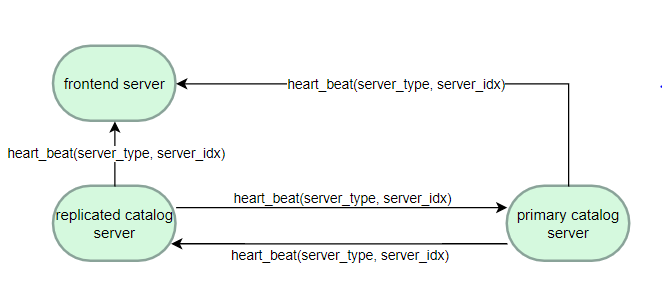 frontend server
heart_beat(server_type, server_idx)
heart_beat(server_type, server_idx)
replicated catalog
server
heart_beat(server_type, server_idx)
primary catalog
server
heart_beat(server_type, server_idx)